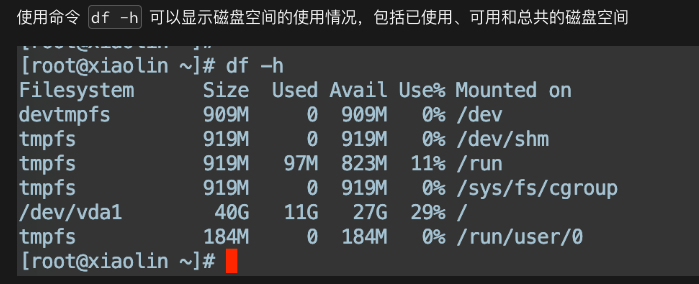 使用命令 df -h 可以显示磁盘空间的使用情况，包括已使用、可用和总共的磁盘空间
[root@xiaolin ~]# df -h
Filesystem      Size  Used Avail Use% Mounted on
devtmpfs        909M     0  909M   0% /dev
tmpfs           919M     0  919M   0% /dev/shm
tmpfs           919M   97M  823M  11% /run
tmpfs           919M     0  919M   0% /sys/fs/cgroup
/dev/vda1        40G   11G   27G  29% /
tmpfs           184M     0  184M   0% /run/user/0
[root@xiaolin ~]#